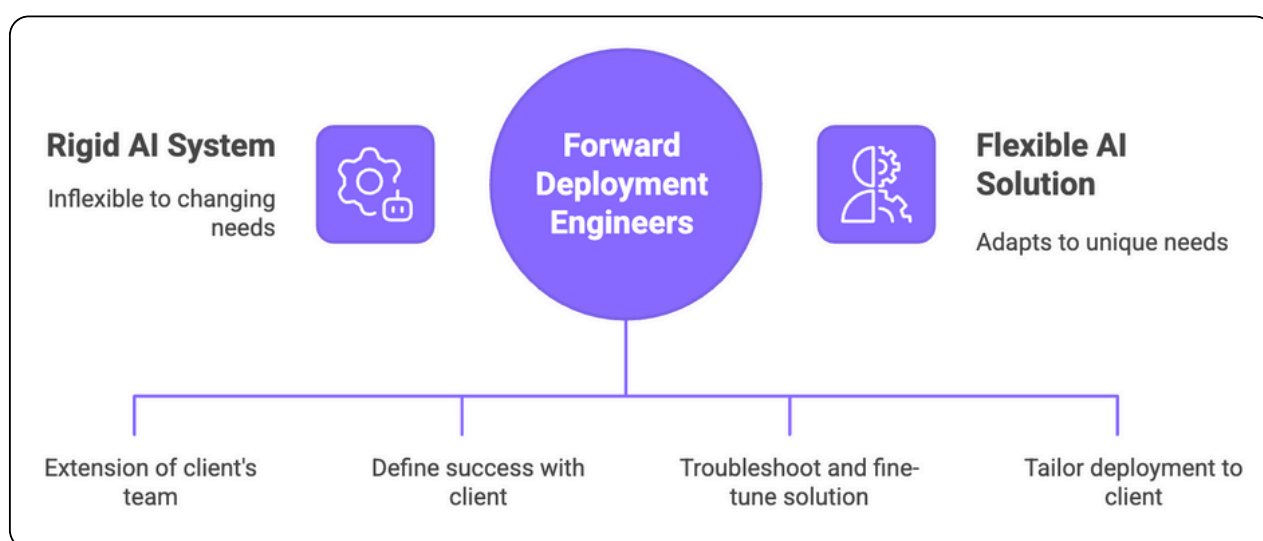 Rigid AI System
Inflexible to changing
needs
Forward
Deployment
Engineers
Flexible AI
Solution
Adapts to unique needs
Extension of client's
team
Define success with
client
Troubleshoot and fine-
tune solution
Tailor deployment to
client